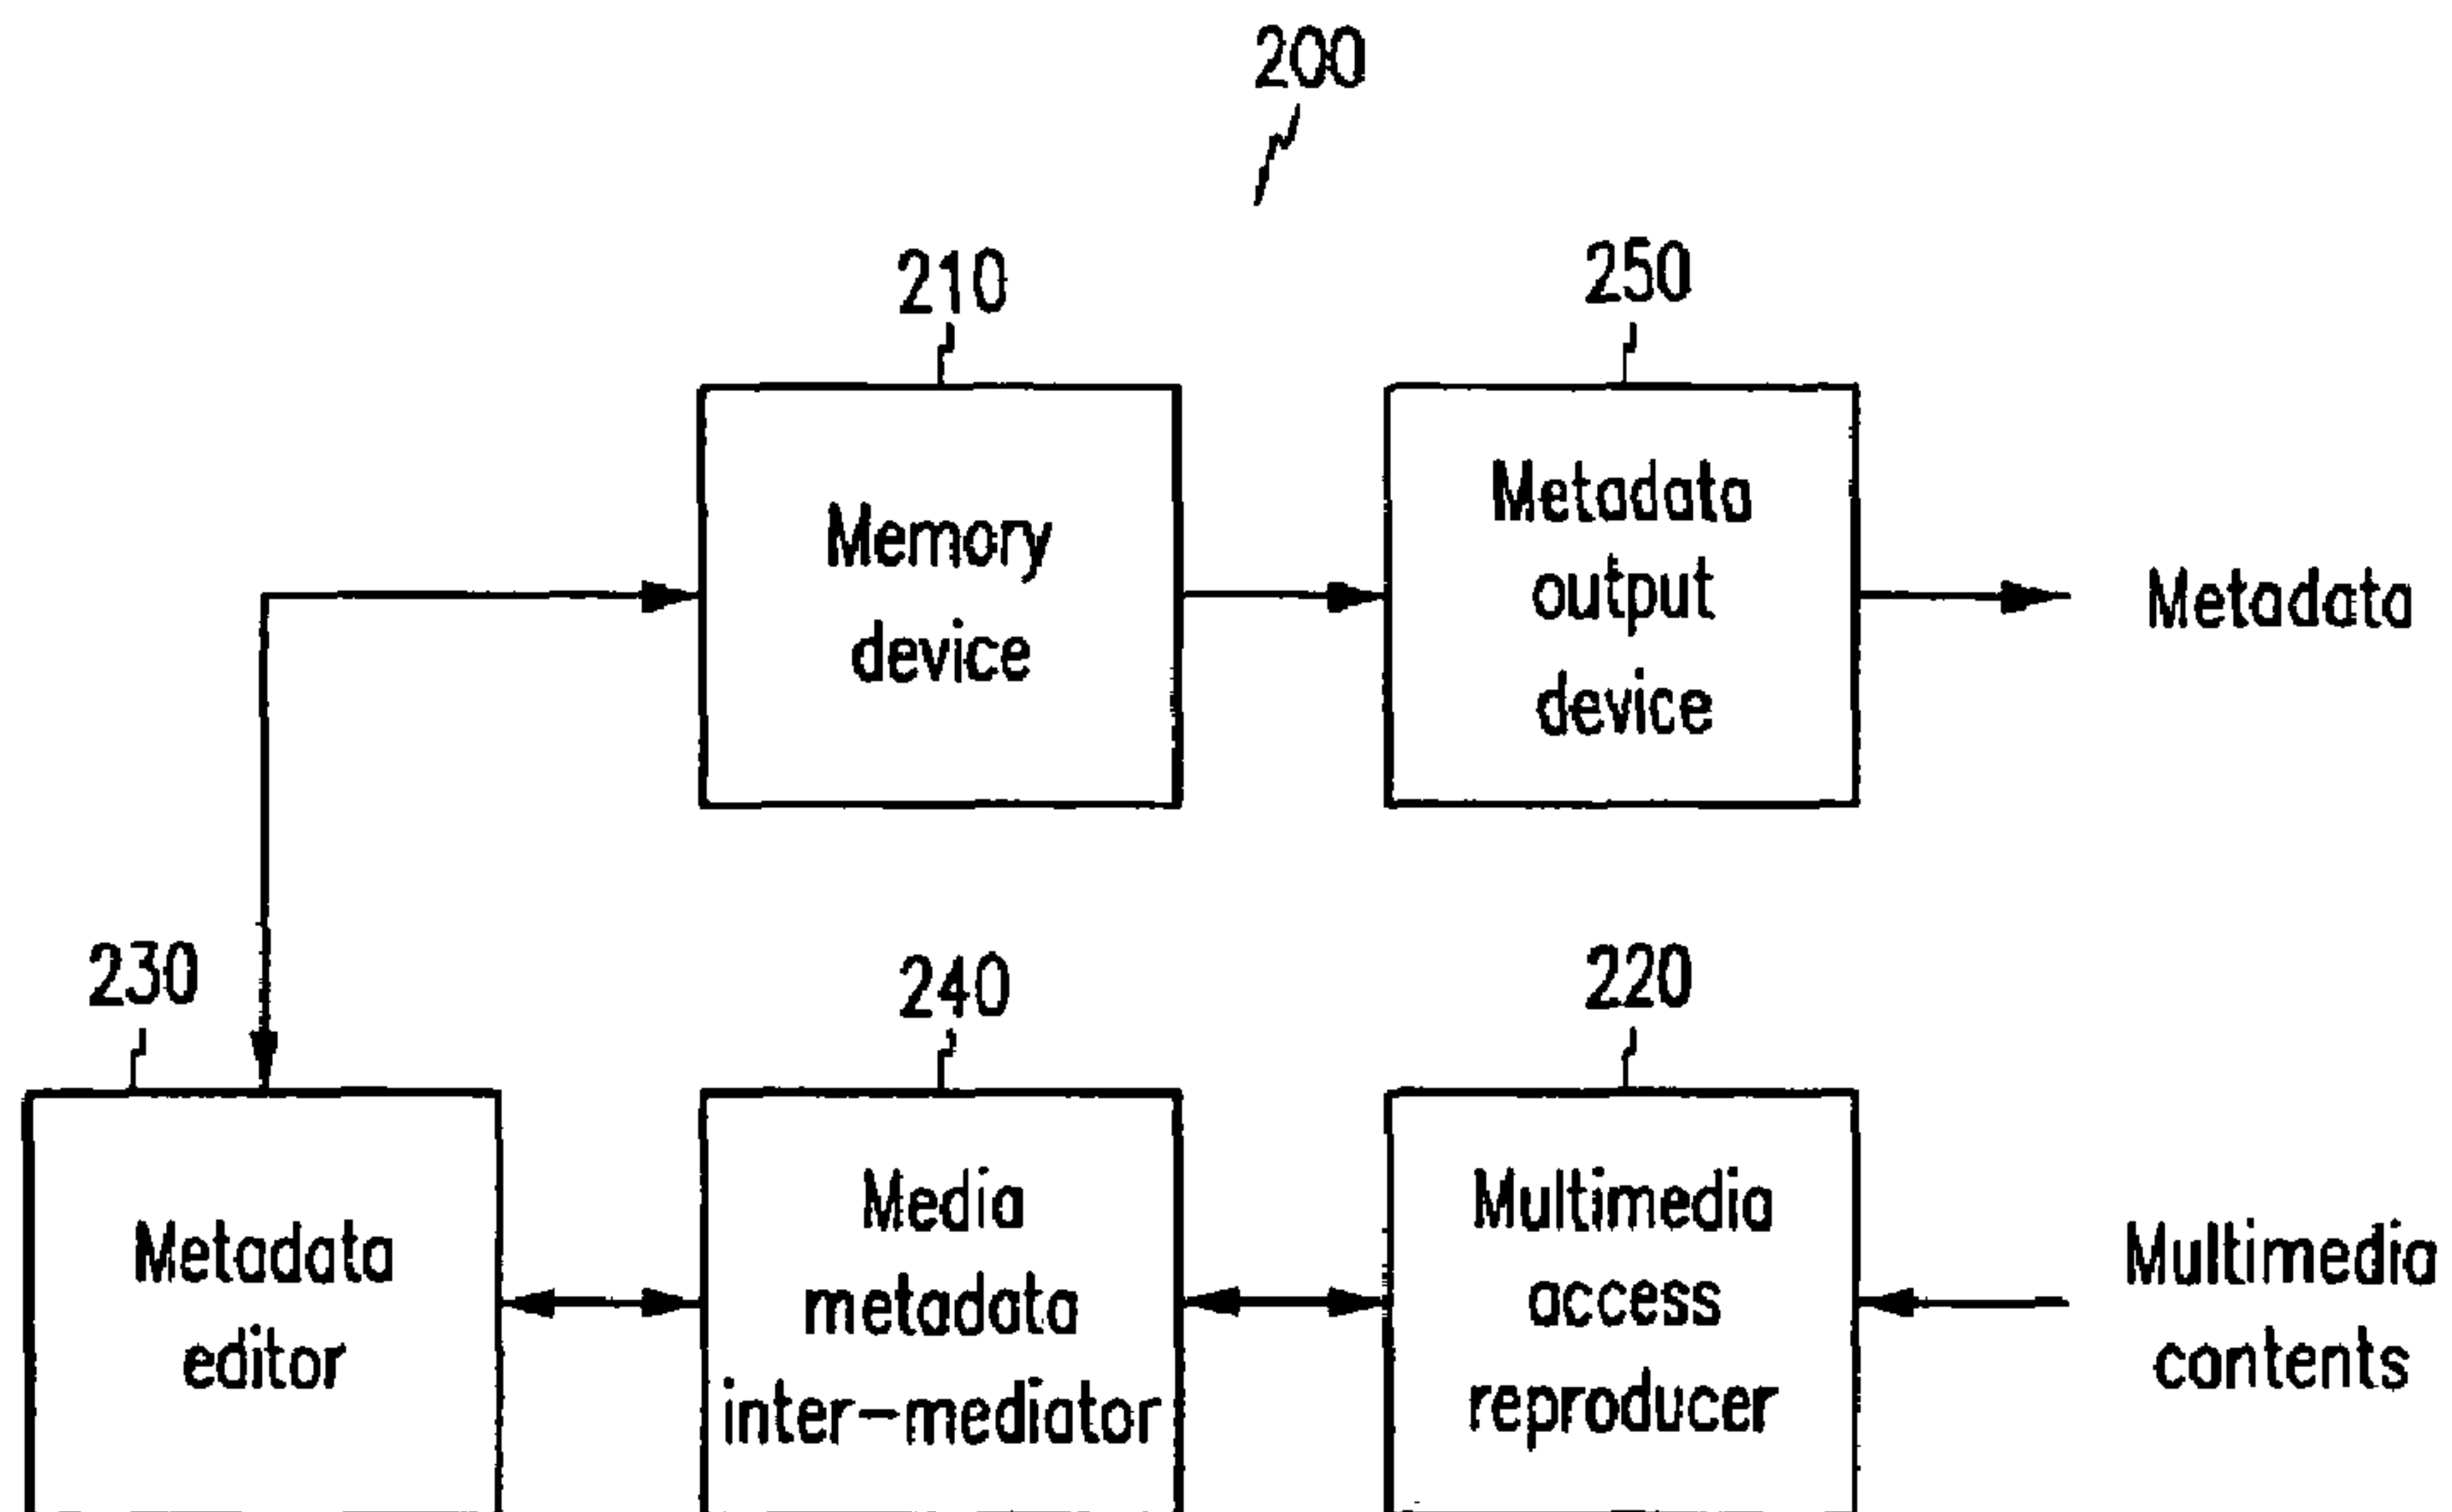 200
210
250
Memory
device
Metadata
output
device
Metadata
230
240
220
Metadata
editor
Media
metadata
inter-mediator
Multimedia
access
reproducer
Multimedia
contents